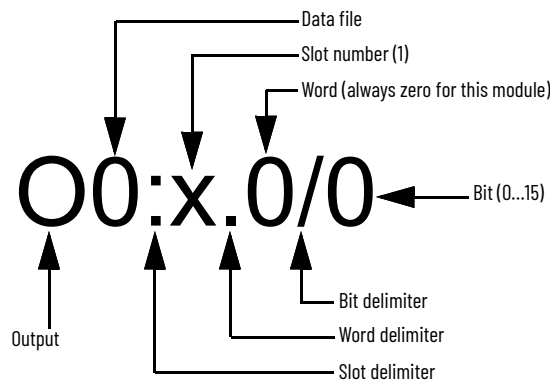 Data file
Slot number (1)
Word (always zero for this module)
O0:x.0/0
Bit (0...15)
Bit delimiter
Output
Word delimiter
Slot delimiter